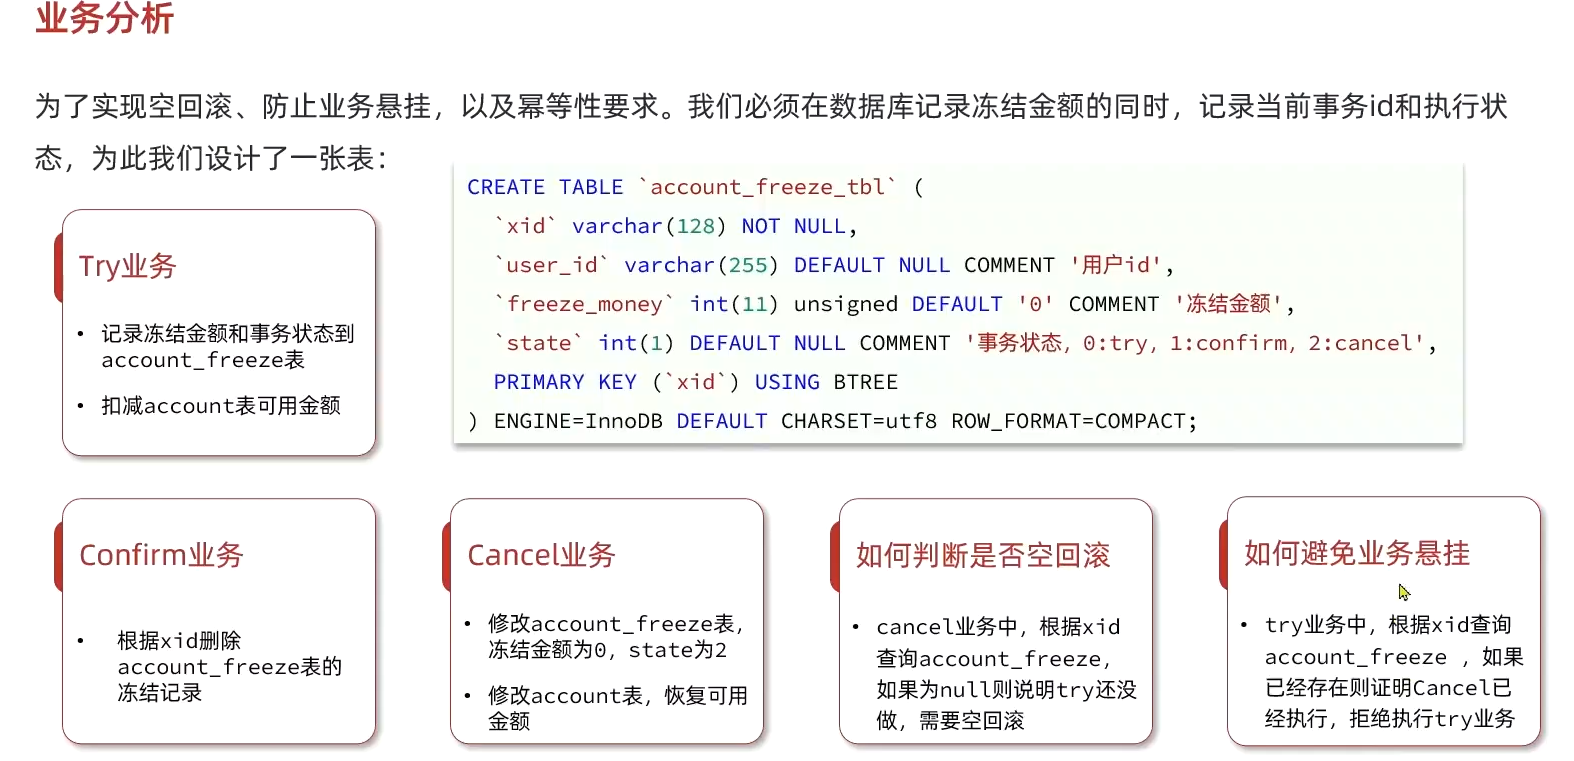 业务分析
为了实现空回滚、防止业务悬挂，以及幂等性要求。我们必须在数据库记录冻结金额的同时，记录当前事务id和执行状
态，为此我们设计了一张表：
CREATE TABLE `account_freeze_tbl` (
`xid` varchar(128) NOT NULL,
`user_id` varchar(255) DEFAULT NULL COMMENT '用户id',
`freeze_money` int(11) unsigned DEFAULT '0' COMMENT '冻结金额',
`state` int(1) DEFAULT NULL COMMENT '事务状态，0:try，1:confirm，2:cancel',
PRIMARY KEY (`xid`) USING BTREE
) ENGINE=InnoDB DEFAULT CHARSET=utf8 ROW_FORMAT=COMPACT;
Try业务
• 记录冻结金额和事务状态到
account_freeze表
• 扣减account表可用金额
Confirm业务
• 根据xid删除
account_freeze表的
冻结记录
Cancel业务
• 修改account_freeze表，
冻结金额为0，state为2
• 修改account表，恢复可用
金额
如何判断是否空回滚
• cancel业务中，根据xid
查询account_freeze，
如果为null则说明try还没
做，需要空回滚
如何避免业务悬挂
• try业务中，根据xid查询
account_freeze ，如果
已经存在则证明Cancel已
经执行，拒绝执行try业务